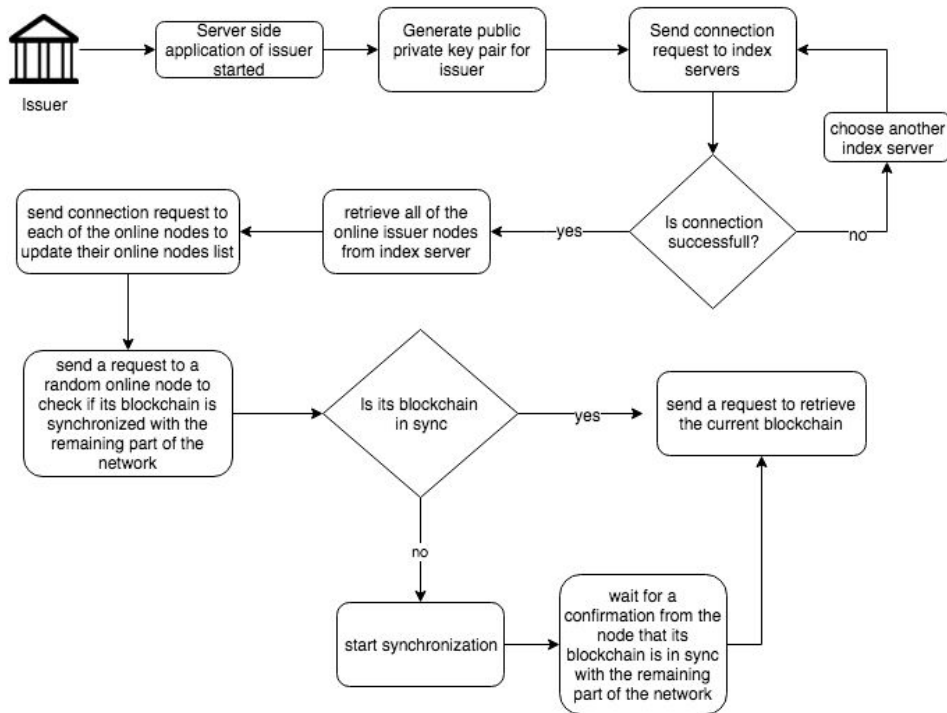 Issuer
Server side
application of issuer
started
Generate public
private key pair for
issuer
Send connection
request to index
servers
choose another
index server
Is connection
successfull?
no
yes
retrieve all of the
online issuer nodes
from index server
send connection request to
each of the online nodes to
update their online nodes list
send a request to a
random online node to
check if its blockchain is
synchronized with the
remaining part of the
network
Is its blockchain
in sync
yes
send a request to retrieve
the current blockchain
no
start synchronization
wait for a
confirmation from the
node that its
blockchain is in sync
with the remaining
part of the network